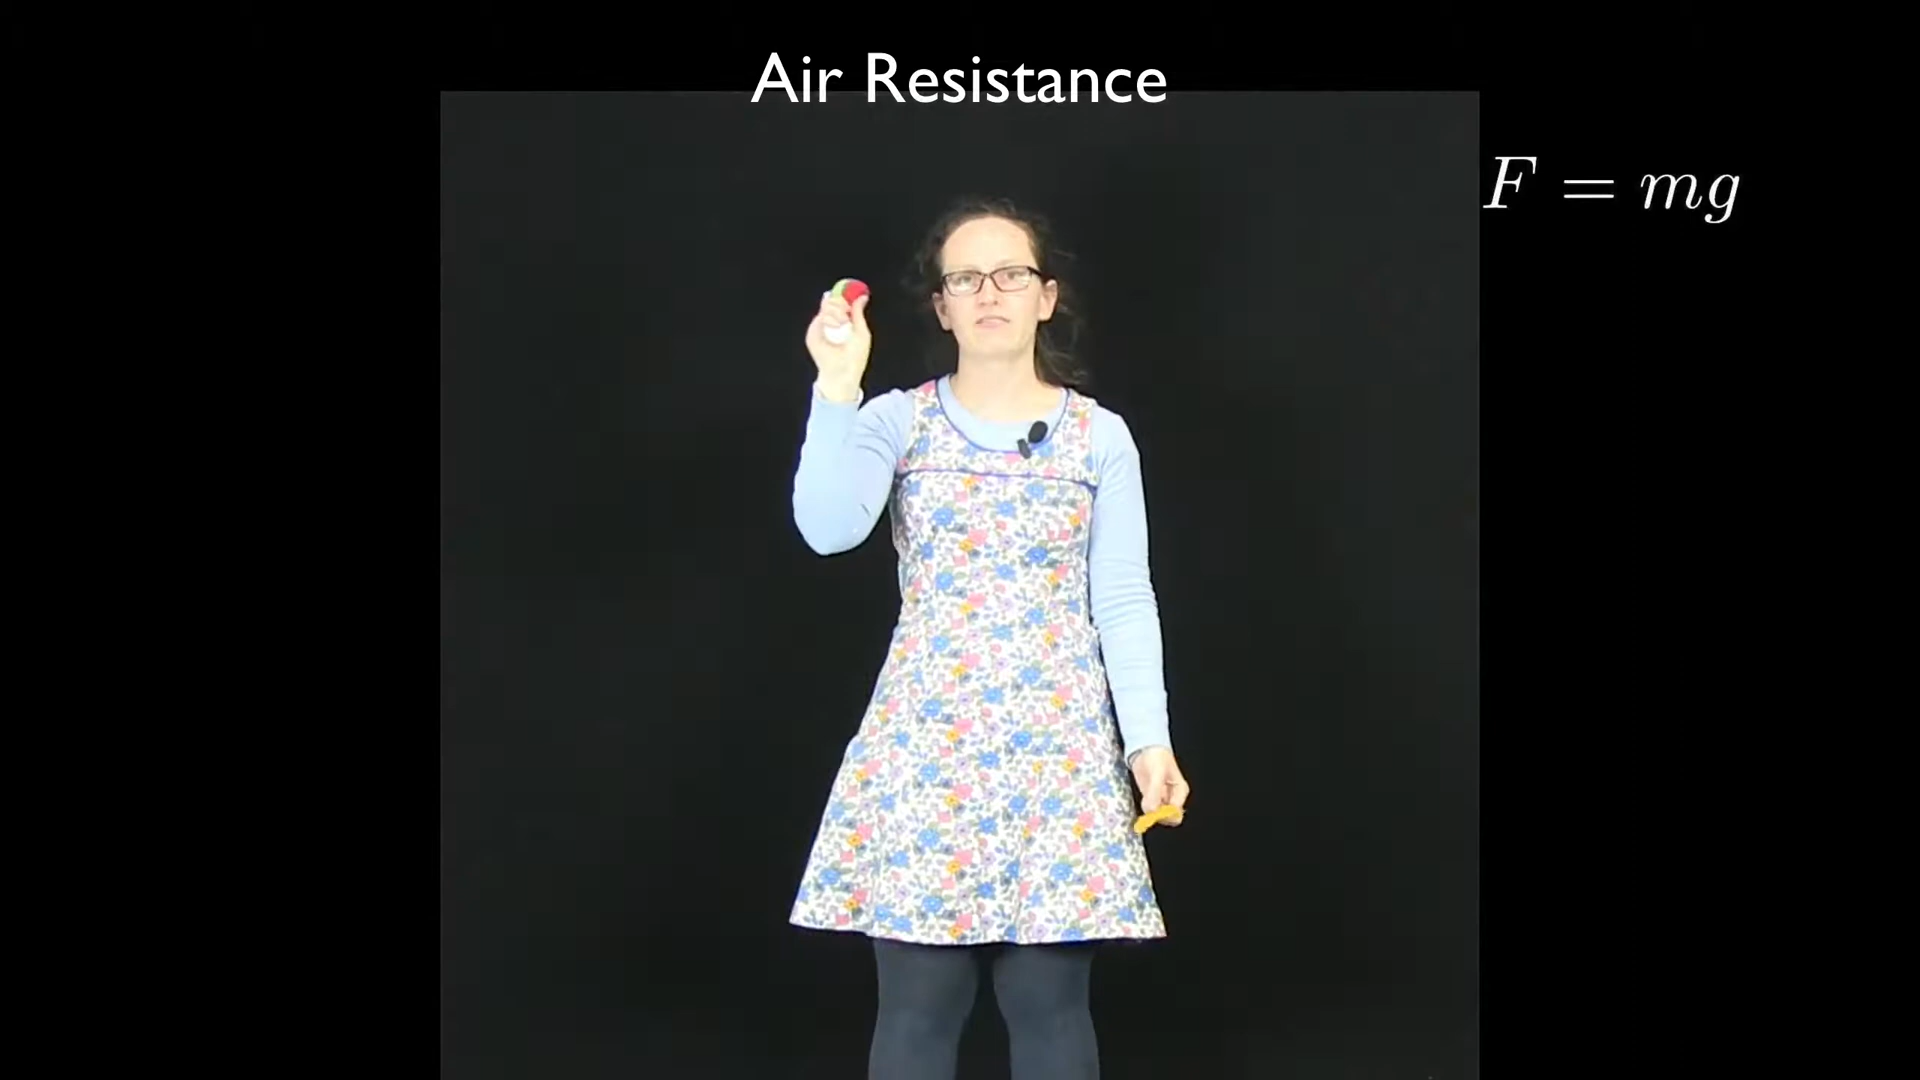 Air Resistance
F = mg